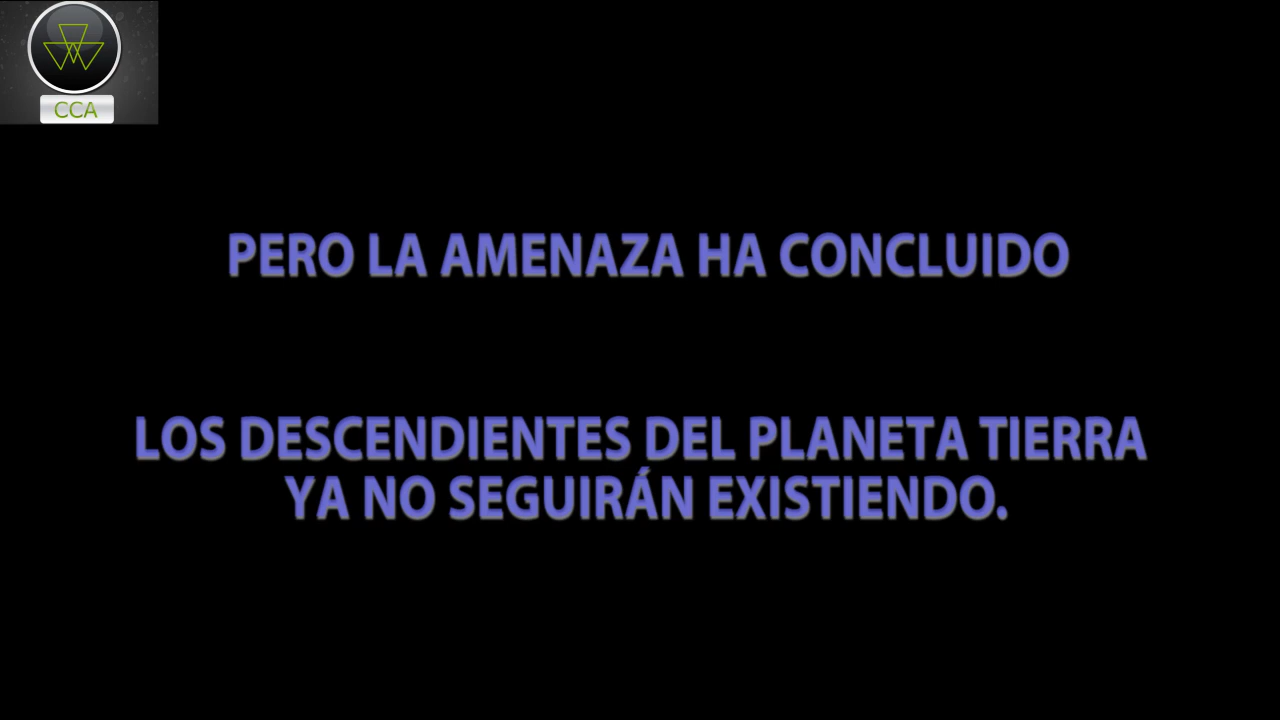 CCA
PERO LA AMENAZA HA CONCLUIDO
LOS DESCENDIENTES DEL PLANETA TIERRA
YA NO SEGUIRÁN EXISTIENDO.